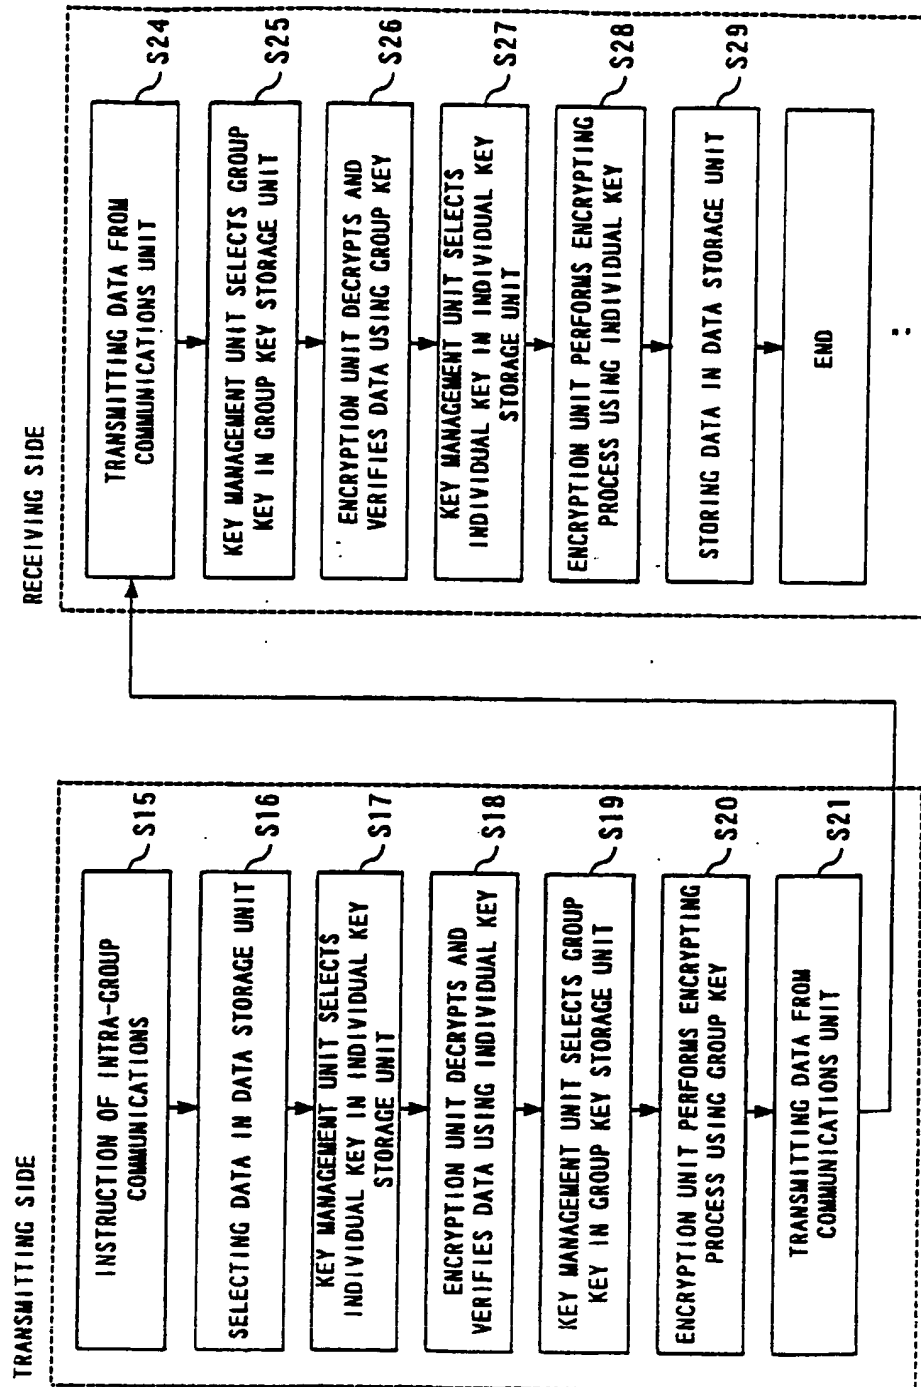 TRANSMITTING SIDE
INSTRUCTION OF INTRA-GROUP
COMMUNICATIONS
S15
SELECTING DATA IN DATA STORAGE UNIT
S16
KEY MANAGEMENT UNIT SELECTS
INDIVIDUAL KEY IN INDIVIDUAL KEY
STORAGE UNIT
S17
ENCRYPTION UNIT DECRYPTS AND
VERIFIES DATA USING INDIVIDUAL KEY
S18
KEY MANAGEMENT UNIT SELECTS GROUP
KEY IN GROUP KEY STORAGE UNIT
S19
ENCRYPTION UNIT PERFORMS ENCRYPTING
PROCESS USING GROUP KEY
S20
TRANSMITTING DATA FROM
COMMUNICATIONS UNIT
S21
RECEIVING SIDE
TRANSMITTING DATA FROM
COMMUNICATIONS UNIT
S24
KEY MANAGEMENT UNIT SELECTS GROUP
KEY IN GROUP KEY STORAGE UNIT
S25
ENCRYPTION UNIT DECRYPTS AND
VERIFIES DATA USING GROUP KEY
S26
KEY MANAGEMENT UNIT SELECTS
INDIVIDUAL KEY IN INDIVIDUAL KEY
STORAGE UNIT
S27
ENCRYPTION UNIT PERFORMS ENCRYPTING
PROCESS USING INDIVIDUAL KEY
S28
STORING DATA IN DATA STORAGE UNIT
S29
END